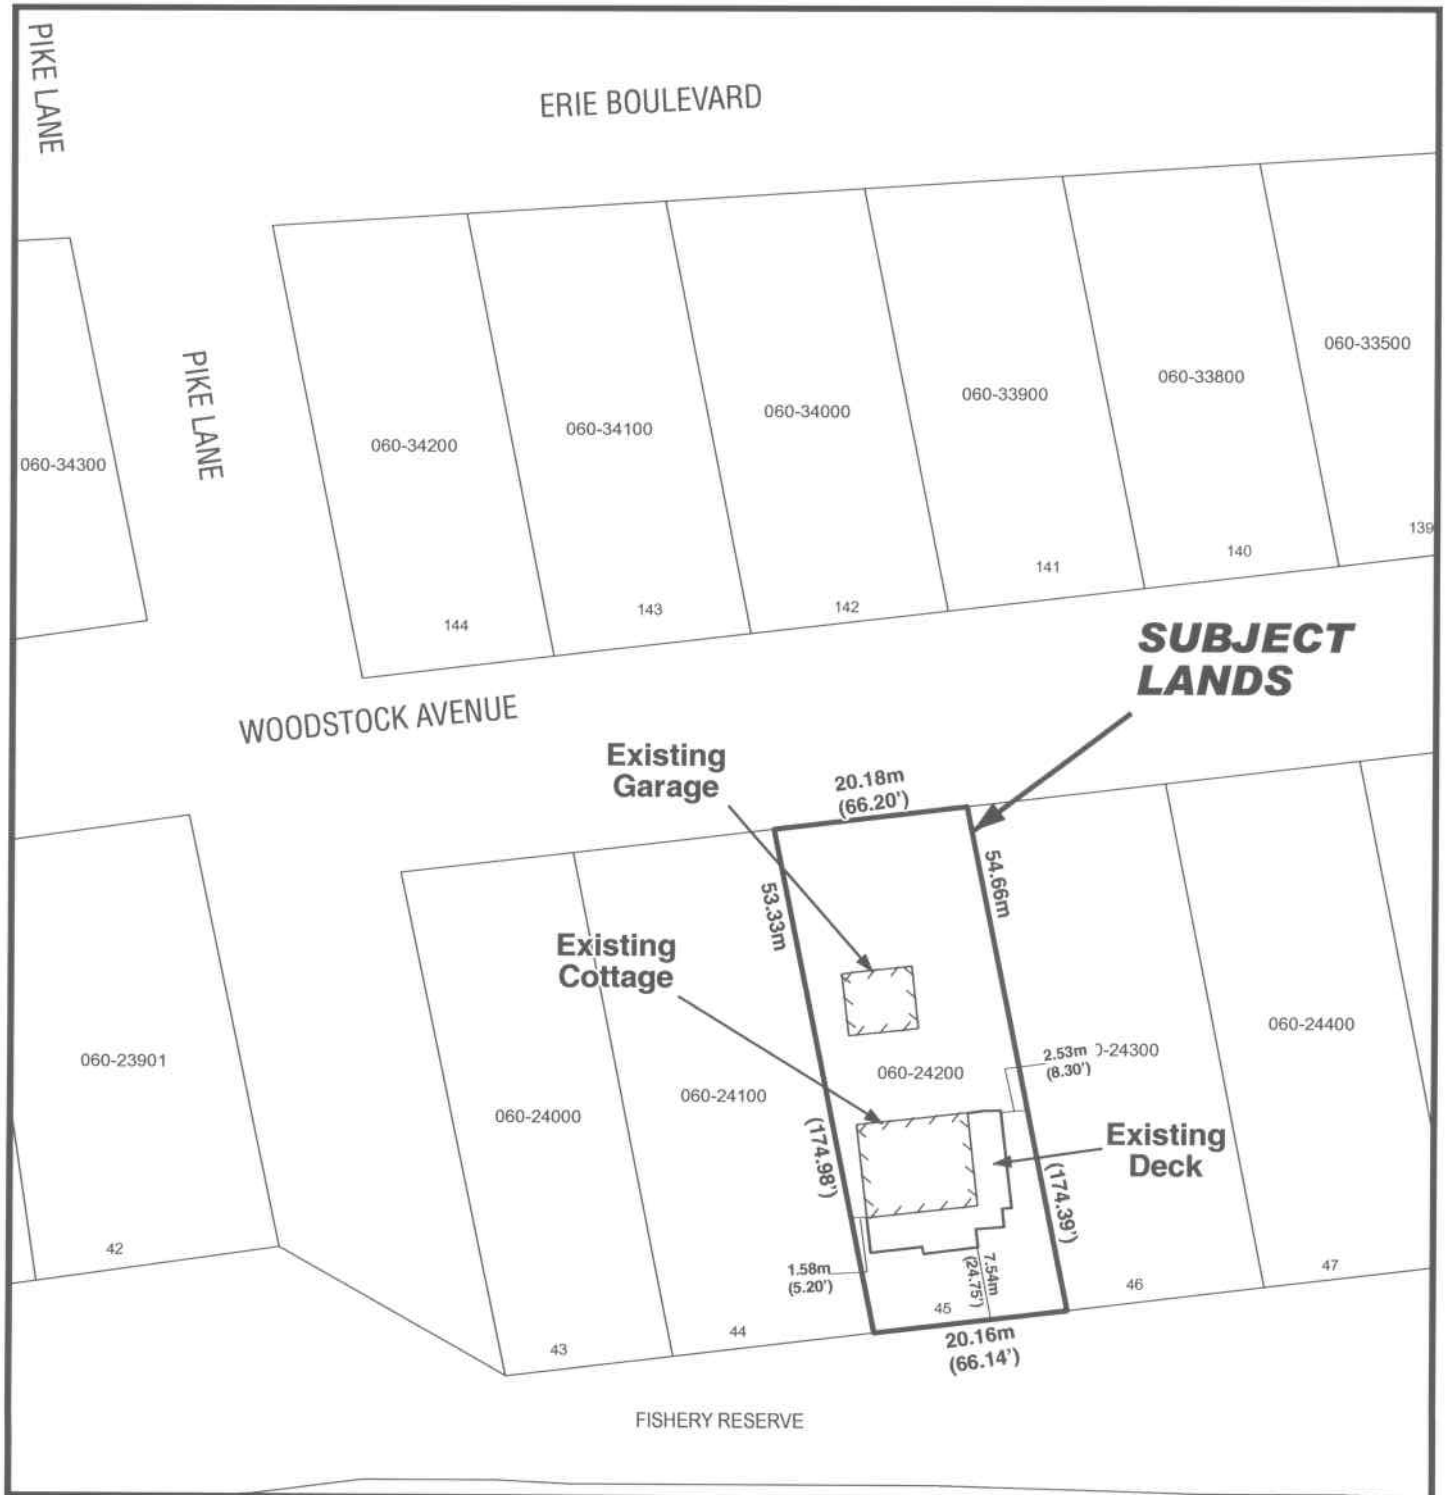 PIKE LANE
ERIE BOULEVARD
PIKE LANE
060-34300
060-34200
060-34100
060-34000
060-33900
060-33800
060-33500
144
143
142
141
140
139
SUBJECT
LANDS
WOODSTOCK AVENUE
Existing
Garage
20.18m
(66.20')
53.33m
54.66m
Existing
Cottage
060-23901
060-24000
060-24100
060-24200
2.53m
(8.30')
0-24300
060-24400
(174.98')
Existing
Deck
(174.39')
1.58m
(5.20')
7.54m
(24.75')
42
43
44
45
46
47
20.16m
(66.14')
FISHERY RESERVE